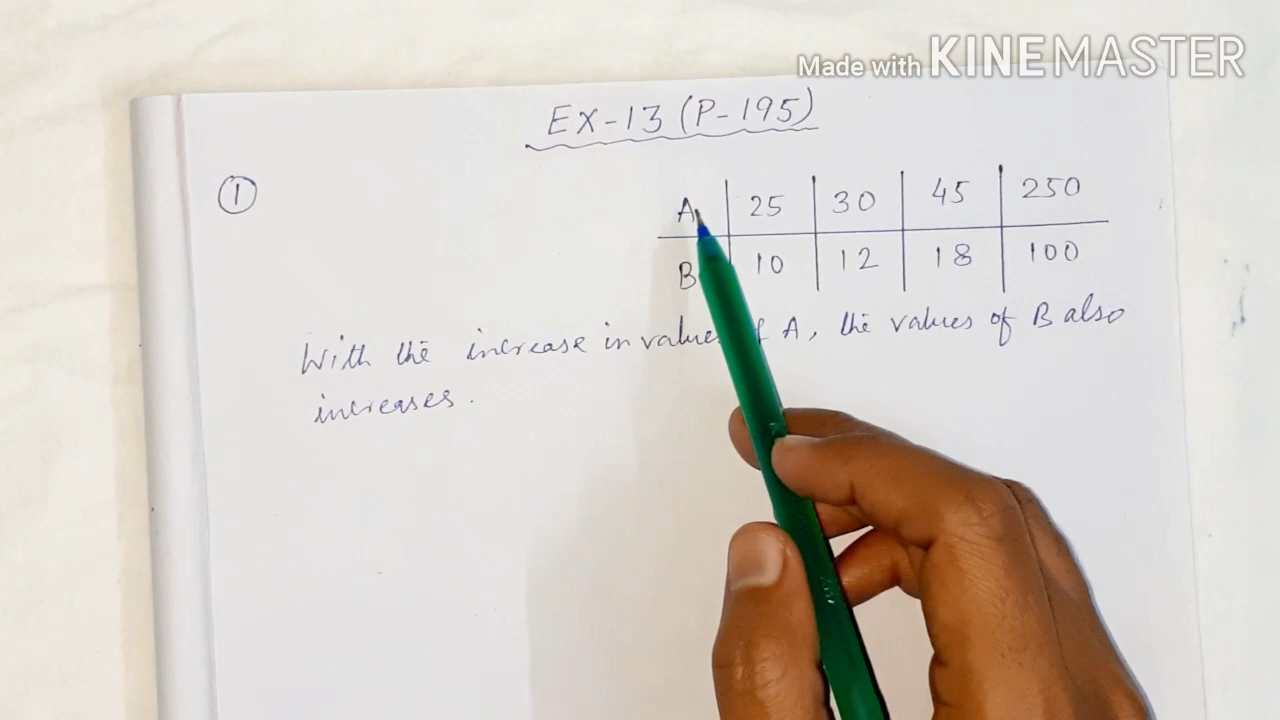 Made with KINEMASTER
EX-13 (P-195)
1
A 25 30 45 250
B 10 12 18 100
With the increase in values of A, the values of B also
increases.